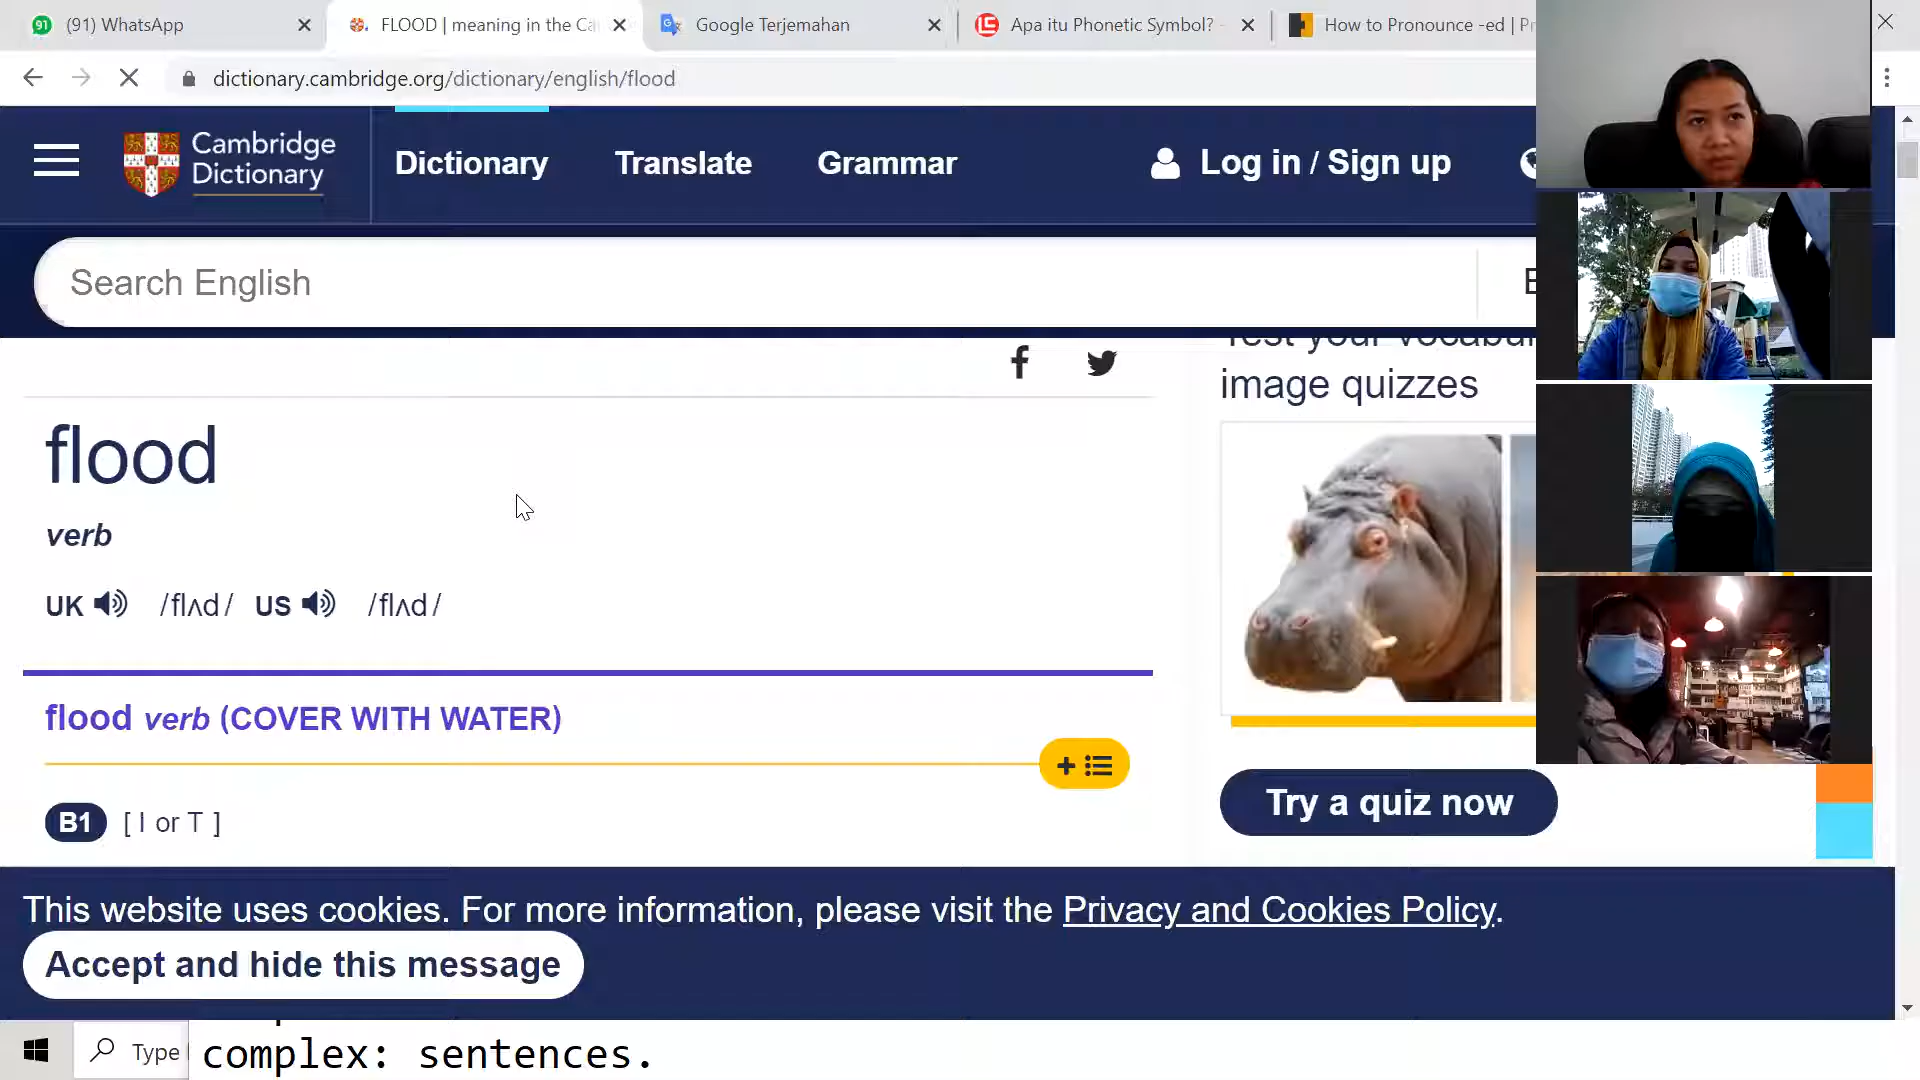 91 (91) WhatsApp
FLOOD | meaning in the Ca
Google Terjemahan
Apa itu Phonetic Symbol? -
How to Pronounce -ed | Pr
dictionary.cambridge.org/dictionary/english/flood
Cambridge
Dictionary
Dictionary
Translate
Grammar
Log in / Sign up
Search English
image quizzes
flood
verb
UK /flʌd/ US /flʌd/
flood verb (COVER WITH WATER)
+
B1 [ I or T ]
Try a quiz now
This website uses cookies. For more information, please visit the Privacy and Cookies Policy.
Accept and hide this message
Type
complex: sentences.